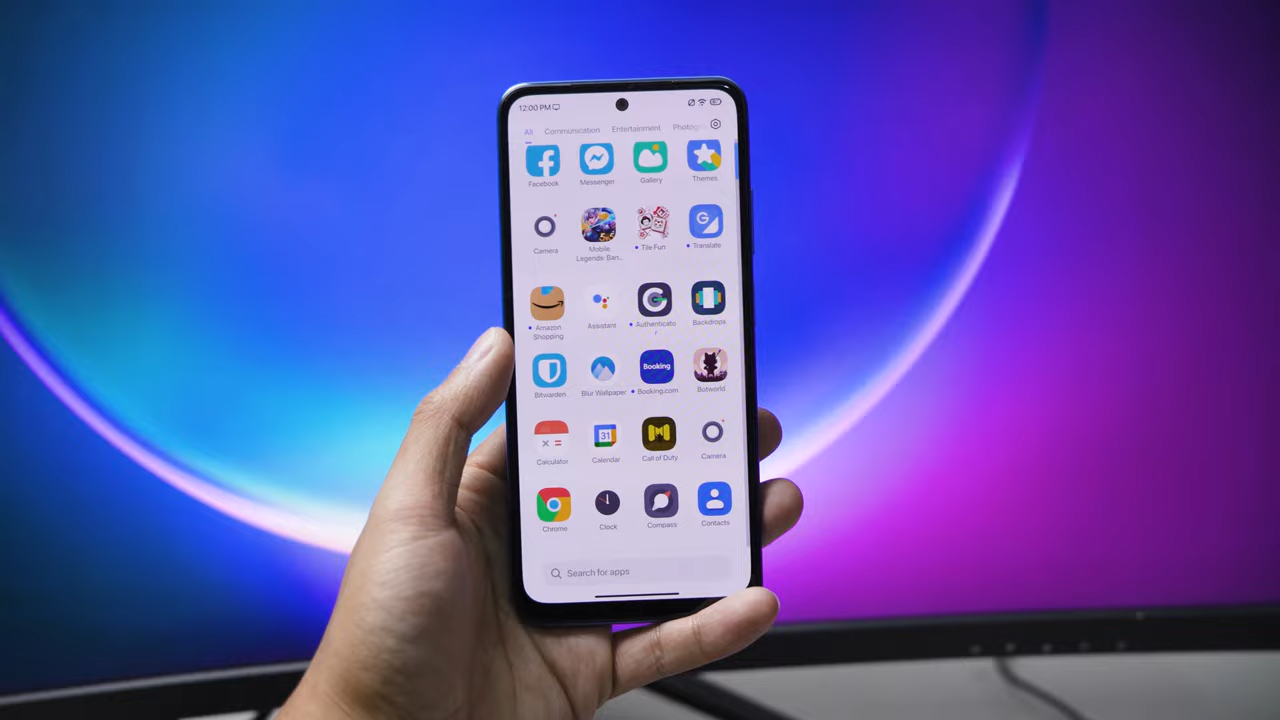 12:00 PM
All Communication Entertainment
Facebook Messenger Gallery Themes
Camera Mobile Legends: Ban... Tile Fun Translate
G
Amazon Shopping Assistant Authenticator Backdrops
Booking
Bitwarden Blur Wallpaper Booking.com Botworld
31
Calculator Calendar Call of Duty Camera
Chrome Clock Compass Contacts
Search for apps